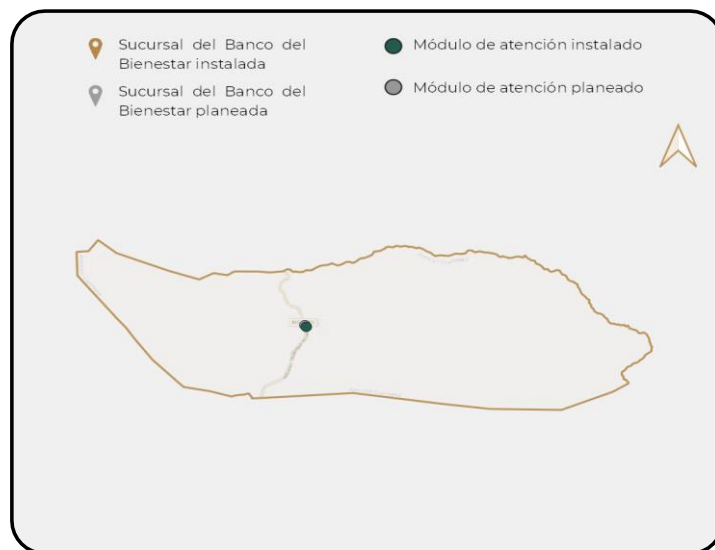 Sucursal del Banco del
Bienestar instalada
Sucursal del Banco del
Bienestar planeada
Módulo de atención instalado
Módulo de atención planeado